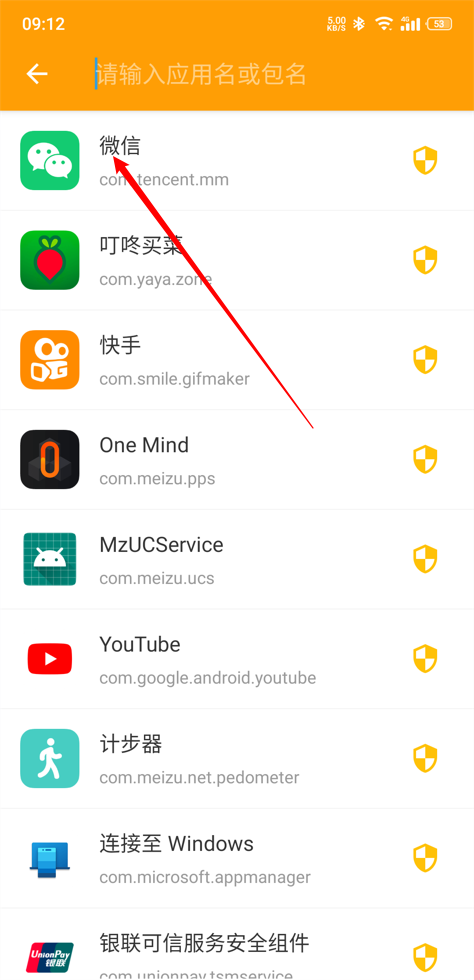 09:12
5.00 KB/S
4G
53
请输入应用名或包名
微信
com.tencent.mm
叮咚买菜
com.yaya.zone
快手
com.smile.gifmaker
One Mind
com.meizu.pps
MzUCService
com.meizu.ucs
YouTube
com.google.android.youtube
计步器
com.meizu.net.pedometer
连接至 Windows
com.microsoft.appmanager
UnionPay
银联
银联可信服务安全组件
com.unionpay.tsmservice